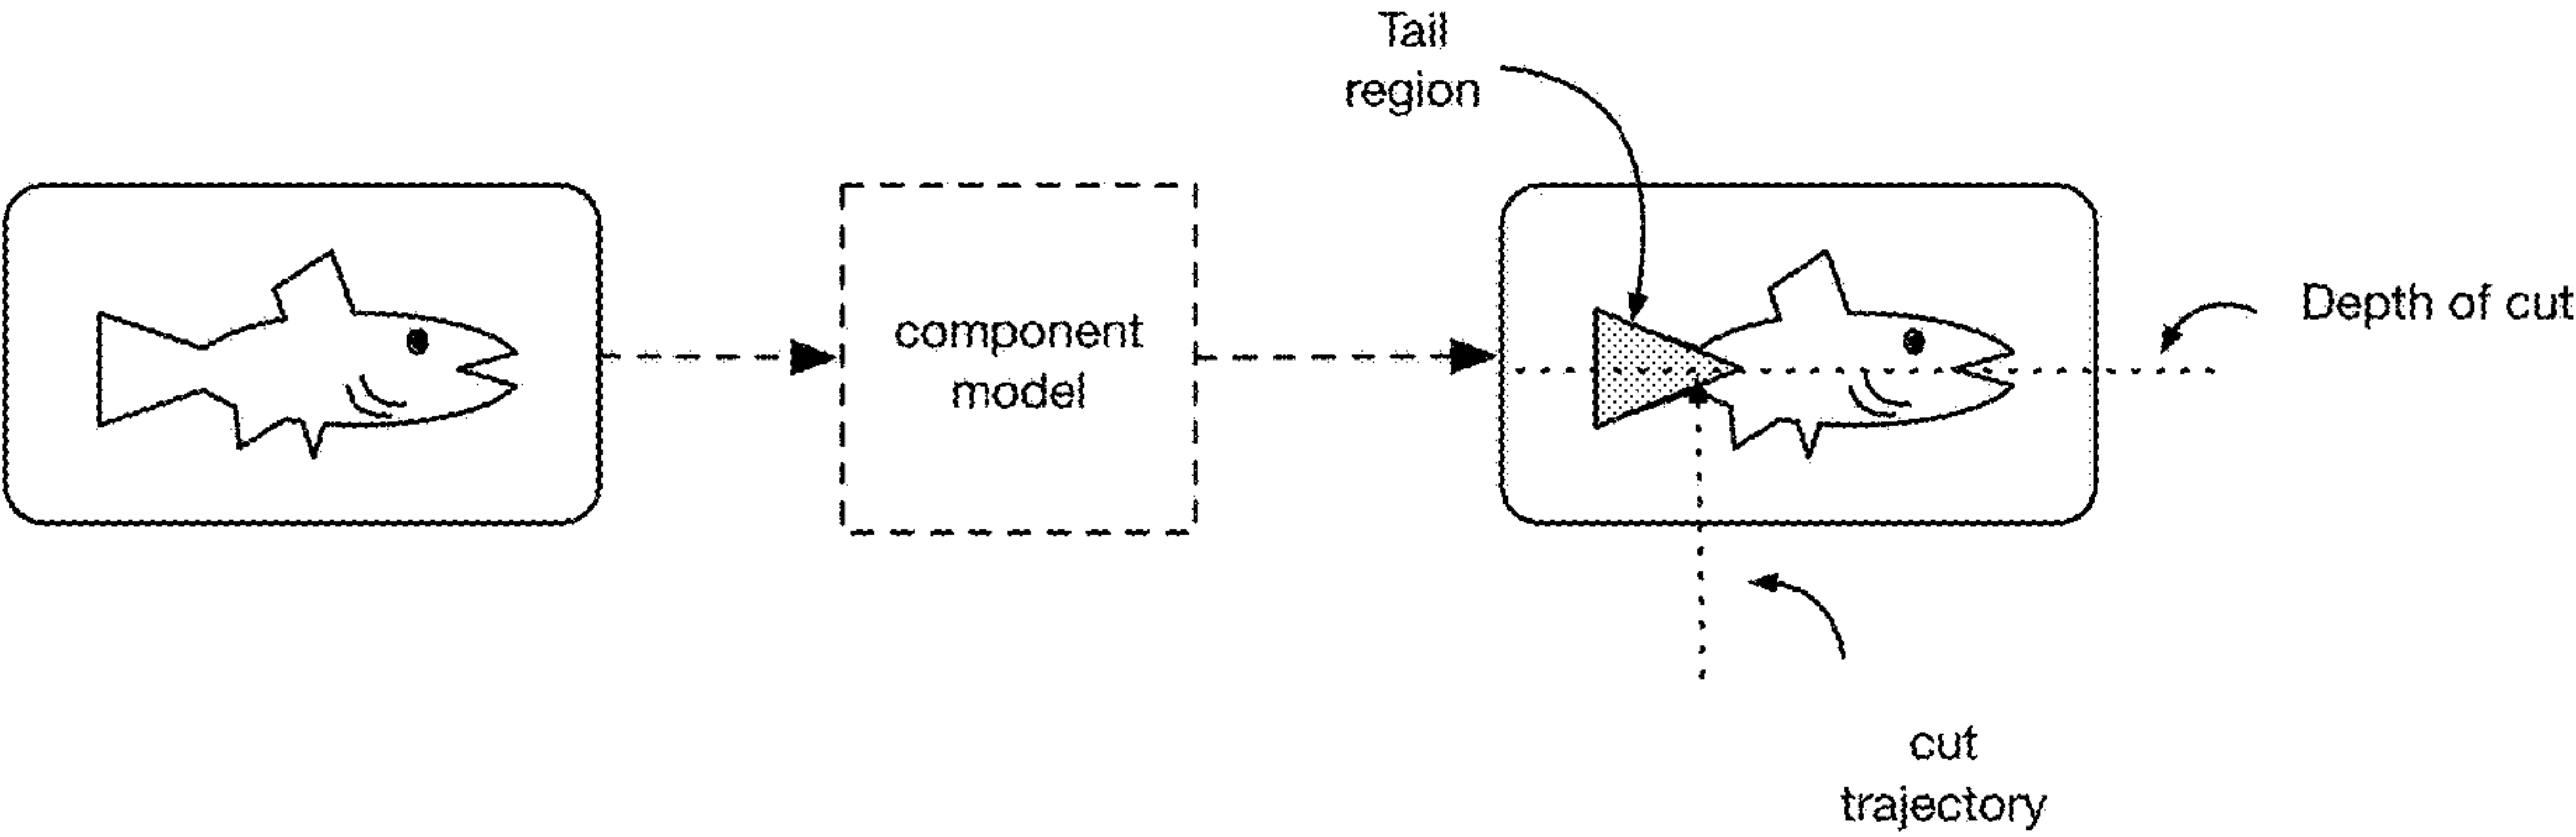 Tail
region
component
model
Depth of cut
cut
trajectory